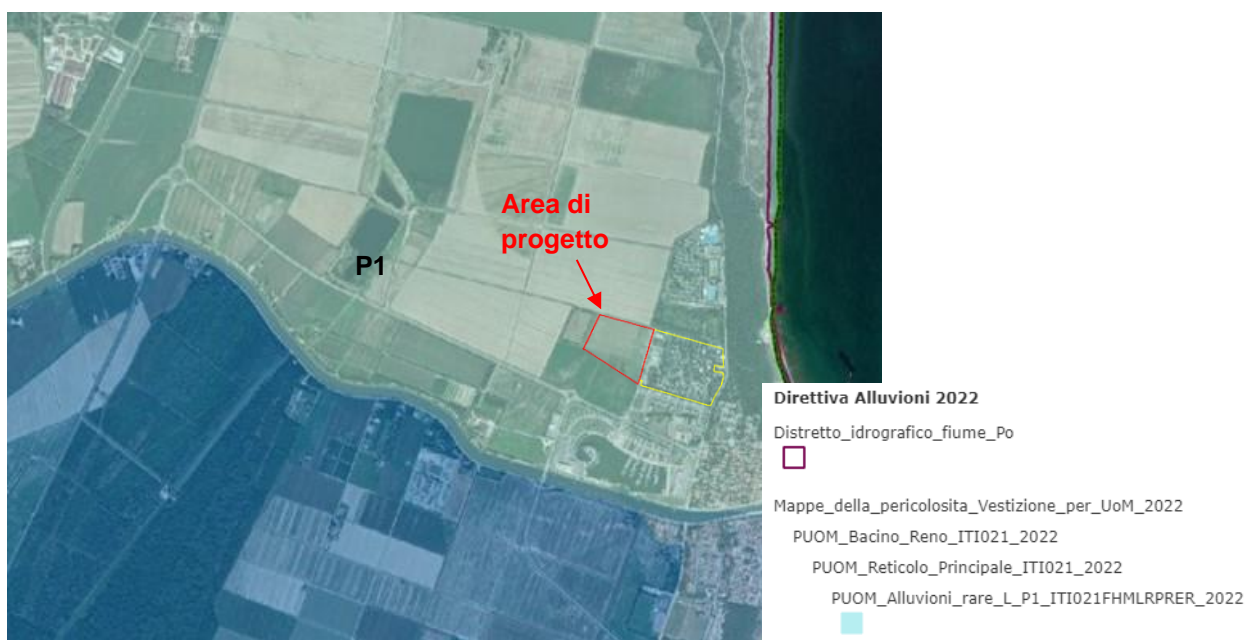 Area di
progetto
P1
Direttiva Alluvioni 2022
Distretto_idrografico_fiume_Po
Mappe_della_pericolosita_Vestizione_per_UoM_2022
PUOM_Bacino_Reno_ITI021_2022
PUOM_Reticolo_Principale_ITI021_2022
PUOM_Alluvioni_rare_L_P1_ITI021FHMLRPRER_2022